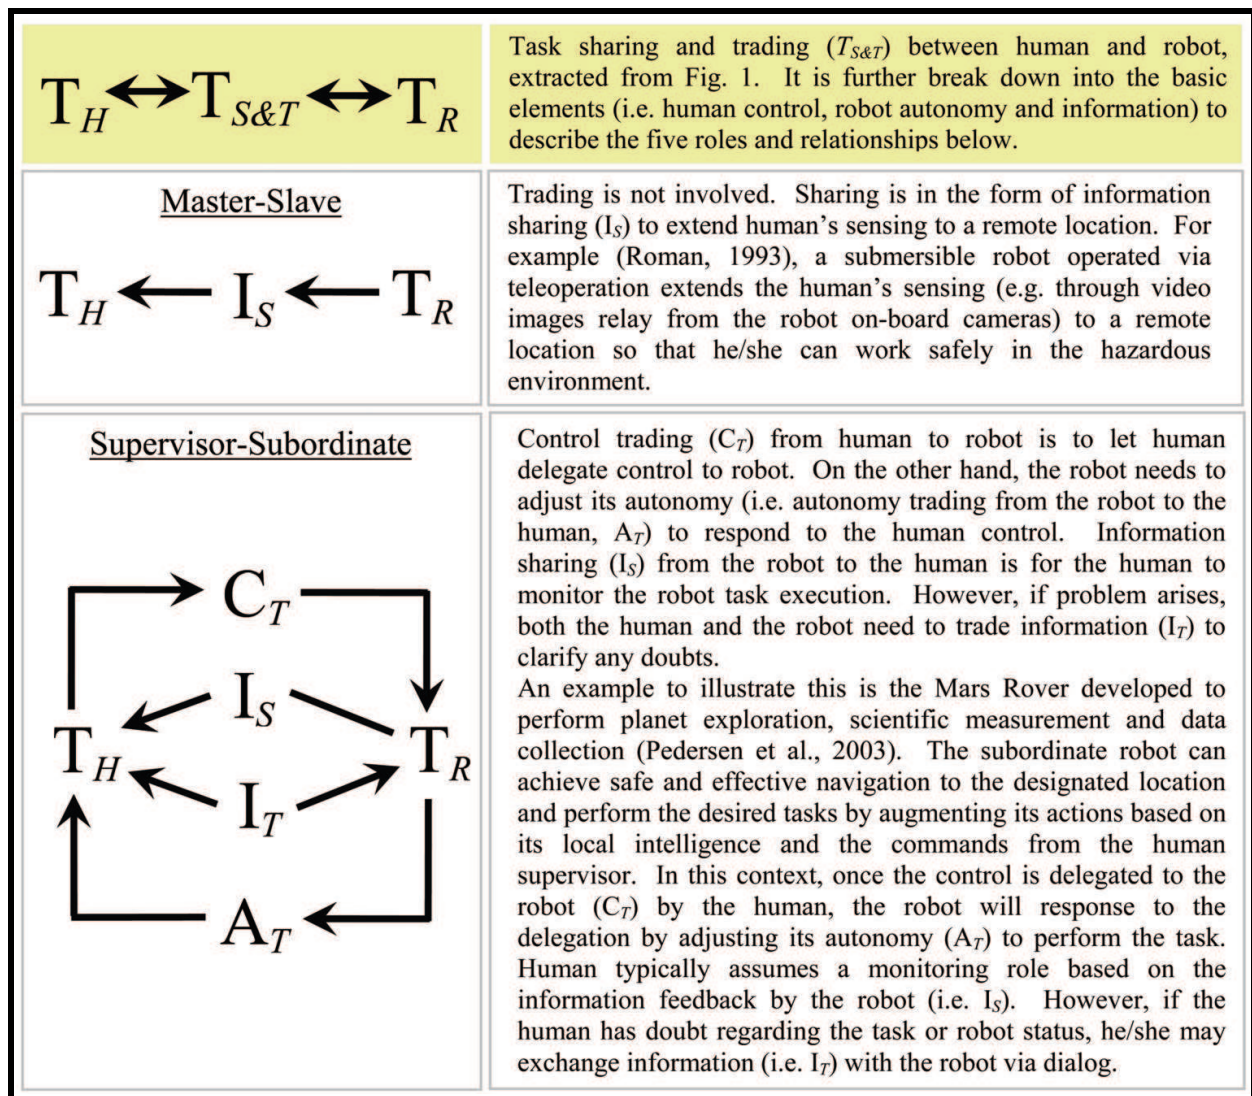 T_H ↔ T_S&T ↔ T_R
Task sharing and trading (T_S&T) between human and robot,
extracted from Fig. 1. It is further break down into the basic
elements (i.e. human control, robot autonomy and information) to
describe the five roles and relationships below.
Master-Slave
T_H ← I_S ← T_R
Trading is not involved. Sharing is in the form of information
sharing (I_S) to extend human's sensing to a remote location. For
example (Roman, 1993), a submersible robot operated via
teleoperation extends the human's sensing (e.g. through video
images relay from the robot on-board cameras) to a remote
location so that he/she can work safely in the hazardous
environment.
Supervisor-Subordinate
C_T
I_S
T_H T_R
I_T
A_T
Control trading (C_T) from human to robot is to let human
delegate control to robot. On the other hand, the robot needs to
adjust its autonomy (i.e. autonomy trading from the robot to the
human, A_T) to respond to the human control. Information
sharing (I_S) from the robot to the human is for the human to
monitor the robot task execution. However, if problem arises,
both the human and the robot need to trade information (I_T) to
clarify any doubts.
An example to illustrate this is the Mars Rover developed to
perform planet exploration, scientific measurement and data
collection (Pedersen et al., 2003). The subordinate robot can
achieve safe and effective navigation to the designated location
and perform the desired tasks by augmenting its actions based on
its local intelligence and the commands from the human
supervisor. In this context, once the control is delegated to the
robot (C_T) by the human, the robot will response to the
delegation by adjusting its autonomy (A_T) to perform the task.
Human typically assumes a monitoring role based on the
information feedback by the robot (i.e. I_S). However, if the
human has doubt regarding the task or robot status, he/she may
exchange information (i.e. I_T) with the robot via dialog.